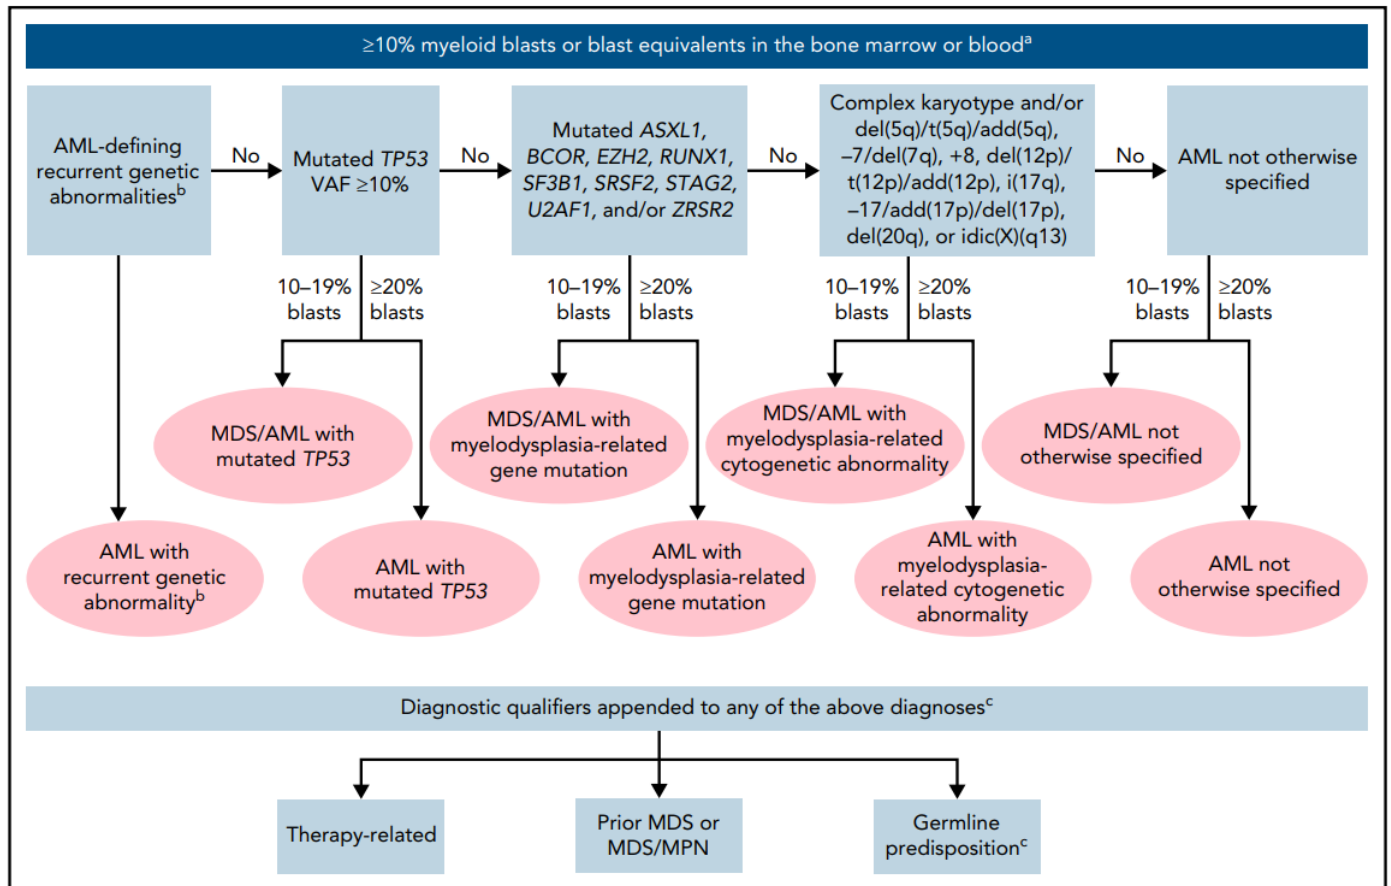 ≥10% myeloid blasts or blast equivalents in the bone marrow or bloodᵃ
AML-defining
recurrent genetic
abnormalitiesᵇ
No
Mutated TP53
VAF ≥10%
No
Mutated ASXL1,
BCOR, EZH2, RUNX1,
SF3B1, SRSF2, STAG2,
U2AF1, and/or ZRSR2
No
Complex karyotype and/or
del(5q)/t(5q)/add(5q),
–7/del(7q), +8, del(12p)/
t(12p)/add(12p), i(17q),
–17/add(17p)/del(17p),
del(20q), or idic(X)(q13)
No
AML not otherwise
specified
10–19%
blasts
≥20%
blasts
10–19%
blasts
≥20%
blasts
10–19%
blasts
≥20%
blasts
10–19%
blasts
≥20%
blasts
MDS/AML with
mutated TP53
MDS/AML with
myelodysplasia-related
gene mutation
MDS/AML with
myelodysplasia-related
cytogenetic abnormality
MDS/AML not
otherwise specified
AML with
recurrent genetic
abnormalityᵇ
AML with
mutated TP53
AML with
myelodysplasia-related
gene mutation
AML with
myelodysplasia-
related cytogenetic
abnormality
AML not
otherwise specified
Diagnostic qualifiers appended to any of the above diagnosesᶜ
Therapy-related
Prior MDS or
MDS/MPN
Germline
predispositionᶜ